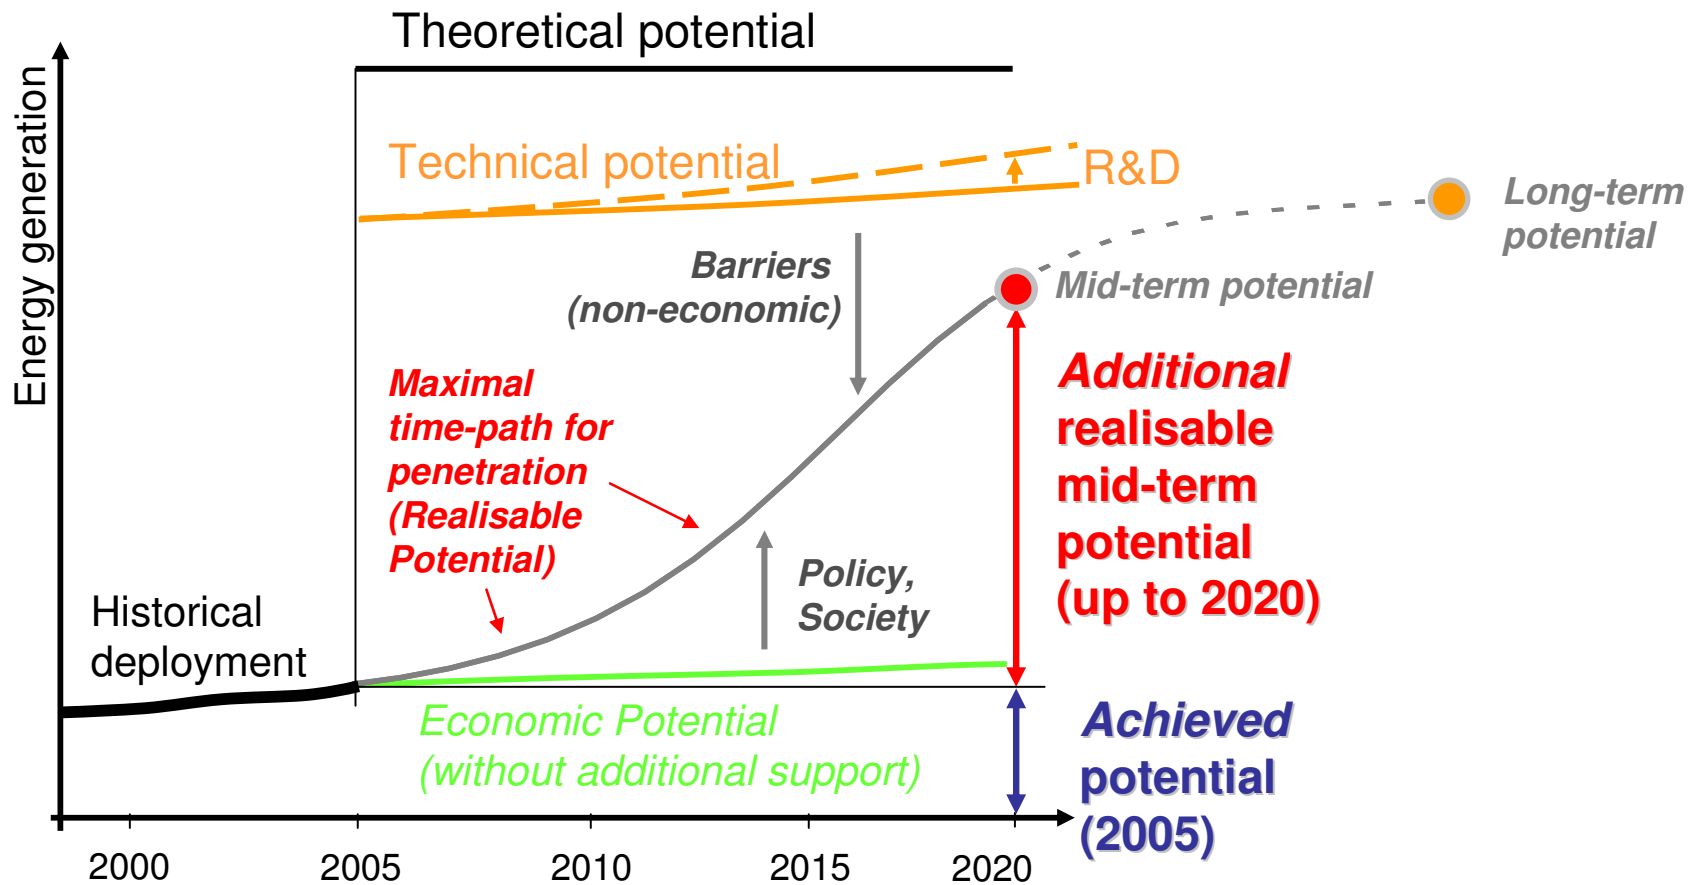 Theoretical potential
Energy generation
Technical potential
R&D
Long-term
potential
Barriers
(non-economic)
Mid-term potential
Maximal
time-path for
penetration
(Realisable
Potential)
Additional
realisable
mid-term
potential
(up to 2020)
Policy,
Society
Historical
deployment
Economic Potential
(without additional support)
Achieved
potential
(2005)
2000 2005 2010 2015 2020